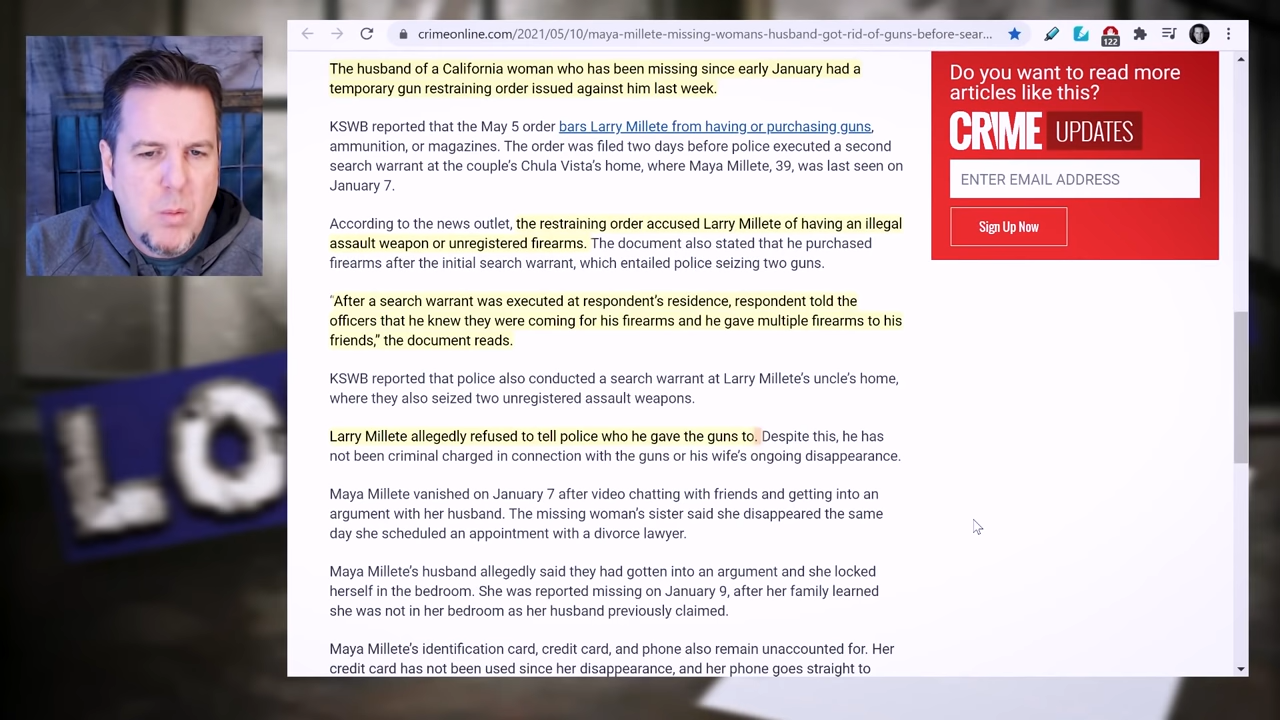 crimeonline.com/2021/05/10/maya-millete-missing-womans-husband-got-rid-of-guns-before-sear...
122
The husband of a California woman who has been missing since early January had a
temporary gun restraining order issued against him last week.
KSWB reported that the May 5 order bars Larry Millete from having or purchasing guns,
ammunition, or magazines. The order was filed two days before police executed a second
search warrant at the couple’s Chula Vista’s home, where Maya Millete, 39, was last seen on
January 7.
According to the news outlet, the restraining order accused Larry Millete of having an illegal
assault weapon or unregistered firearms. The document also stated that he purchased
firearms after the initial search warrant, which entailed police seizing two guns.
“After a search warrant was executed at respondent’s residence, respondent told the
officers that he knew they were coming for his firearms and he gave multiple firearms to his
friends,” the document reads.
KSWB reported that police also conducted a search warrant at Larry Millete’s uncle’s home,
where they also seized two unregistered assault weapons.
Larry Millete allegedly refused to tell police who he gave the guns to. Despite this, he has
not been criminal charged in connection with the guns or his wife’s ongoing disappearance.
Maya Millete vanished on January 7 after video chatting with friends and getting into an
argument with her husband. The missing woman’s sister said she disappeared the same
day she scheduled an appointment with a divorce lawyer.
Maya Millete’s husband allegedly said they had gotten into an argument and she locked
herself in the bedroom. She was reported missing on January 9, after her family learned
she was not in her bedroom as her husband previously claimed.
Maya Millete’s identification card, credit card, and phone also remain unaccounted for. Her
credit card has not been used since her disappearance, and her phone goes straight to
Do you want to read more
articles like this?
CRIME UPDATES
ENTER EMAIL ADDRESS
Sign Up Now
LO